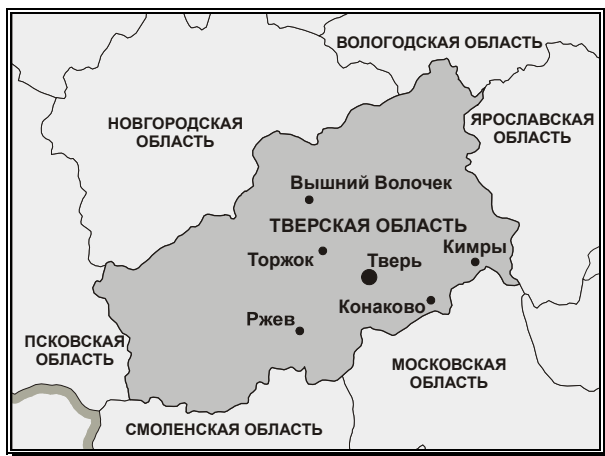 ВОЛОГОДСКАЯ ОБЛАСТЬ
НОВГОРОДСКАЯ
ОБЛАСТЬ
ЯРОСЛАВСКАЯ
ОБЛАСТЬ
Вышний Волочек
ТВЕРСКАЯ ОБЛАСТЬ
Торжок
Тверь
Кимры
Конаково
Ржев
ПСКОВСКАЯ
ОБЛАСТЬ
МОСКОВСКАЯ
ОБЛАСТЬ
СМОЛЕНСКАЯ ОБЛАСТЬ